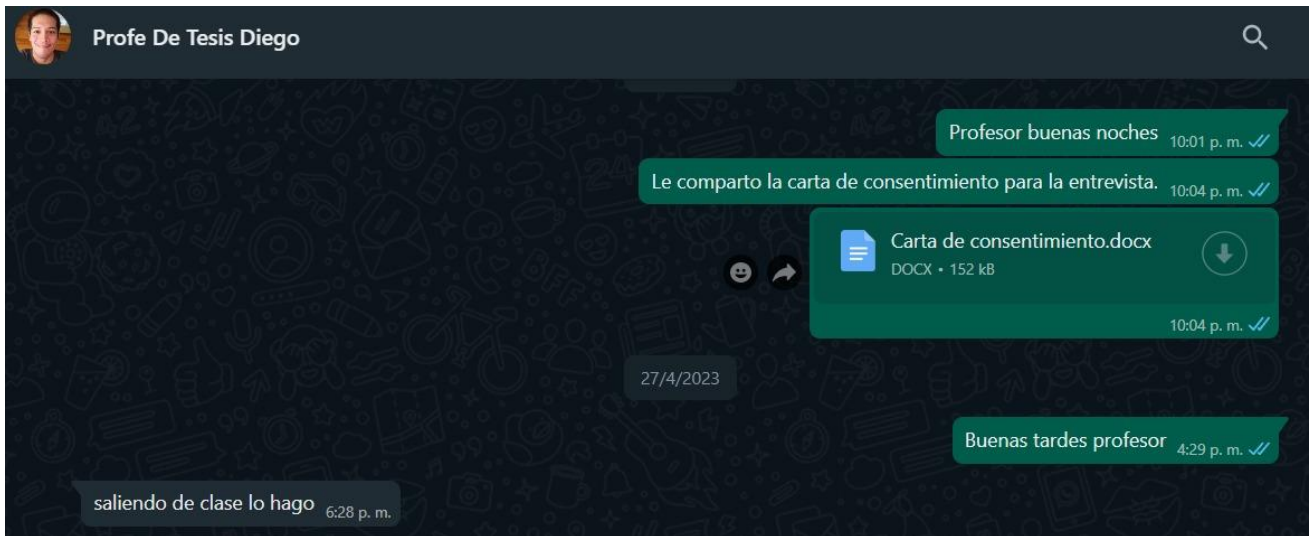 Profe De Tesis Diego
Profesor buenas noches 10:01 p. m.
Le comparto la carta de consentimiento para la entrevista. 10:04 p. m.
Carta de consentimiento.docx
DOCX • 152 kB
10:04 p. m.
27/4/2023
Buenas tardes profesor 4:29 p. m.
saliendo de clase lo hago 6:28 p. m.